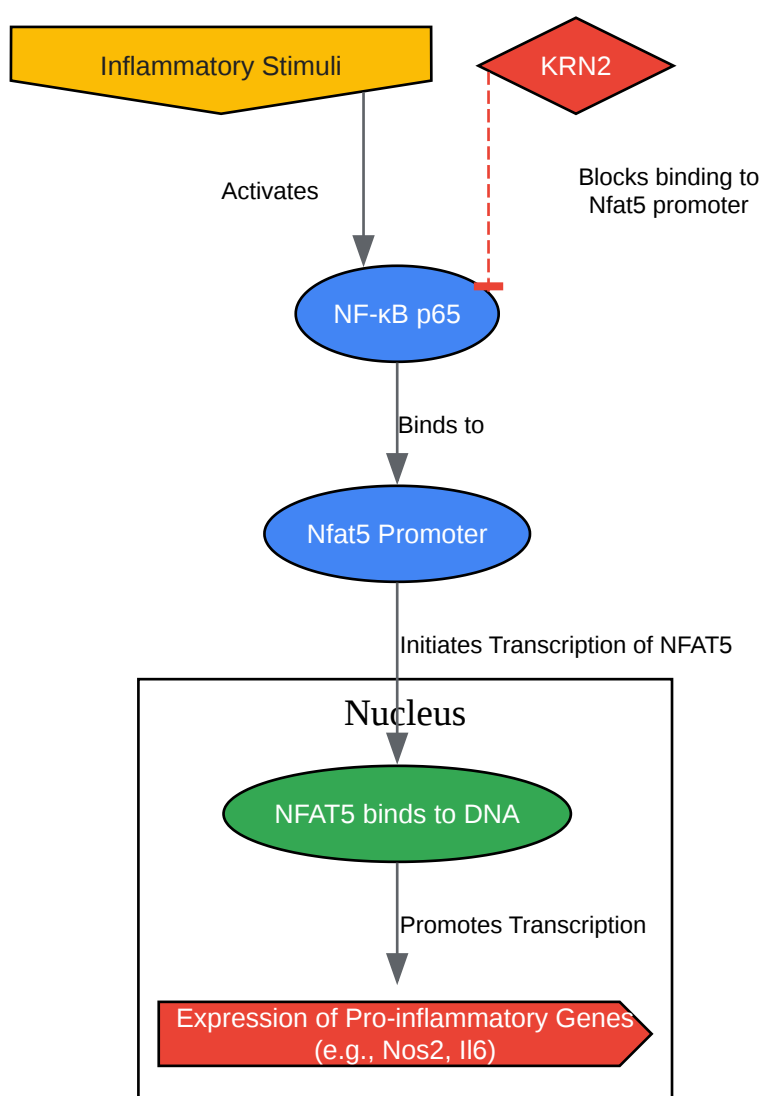 Inflammatory Stimuli
KRN2
Activates
Blocks binding to
Nfat5 promoter
NF-κB p65
Binds to
Nfat5 Promoter
Initiates Transcription of NFAT5
Nucleus
NFAT5 binds to DNA
Promotes Transcription
Expression of Pro-inflammatory Genes
(e.g., Nos2, Il6)